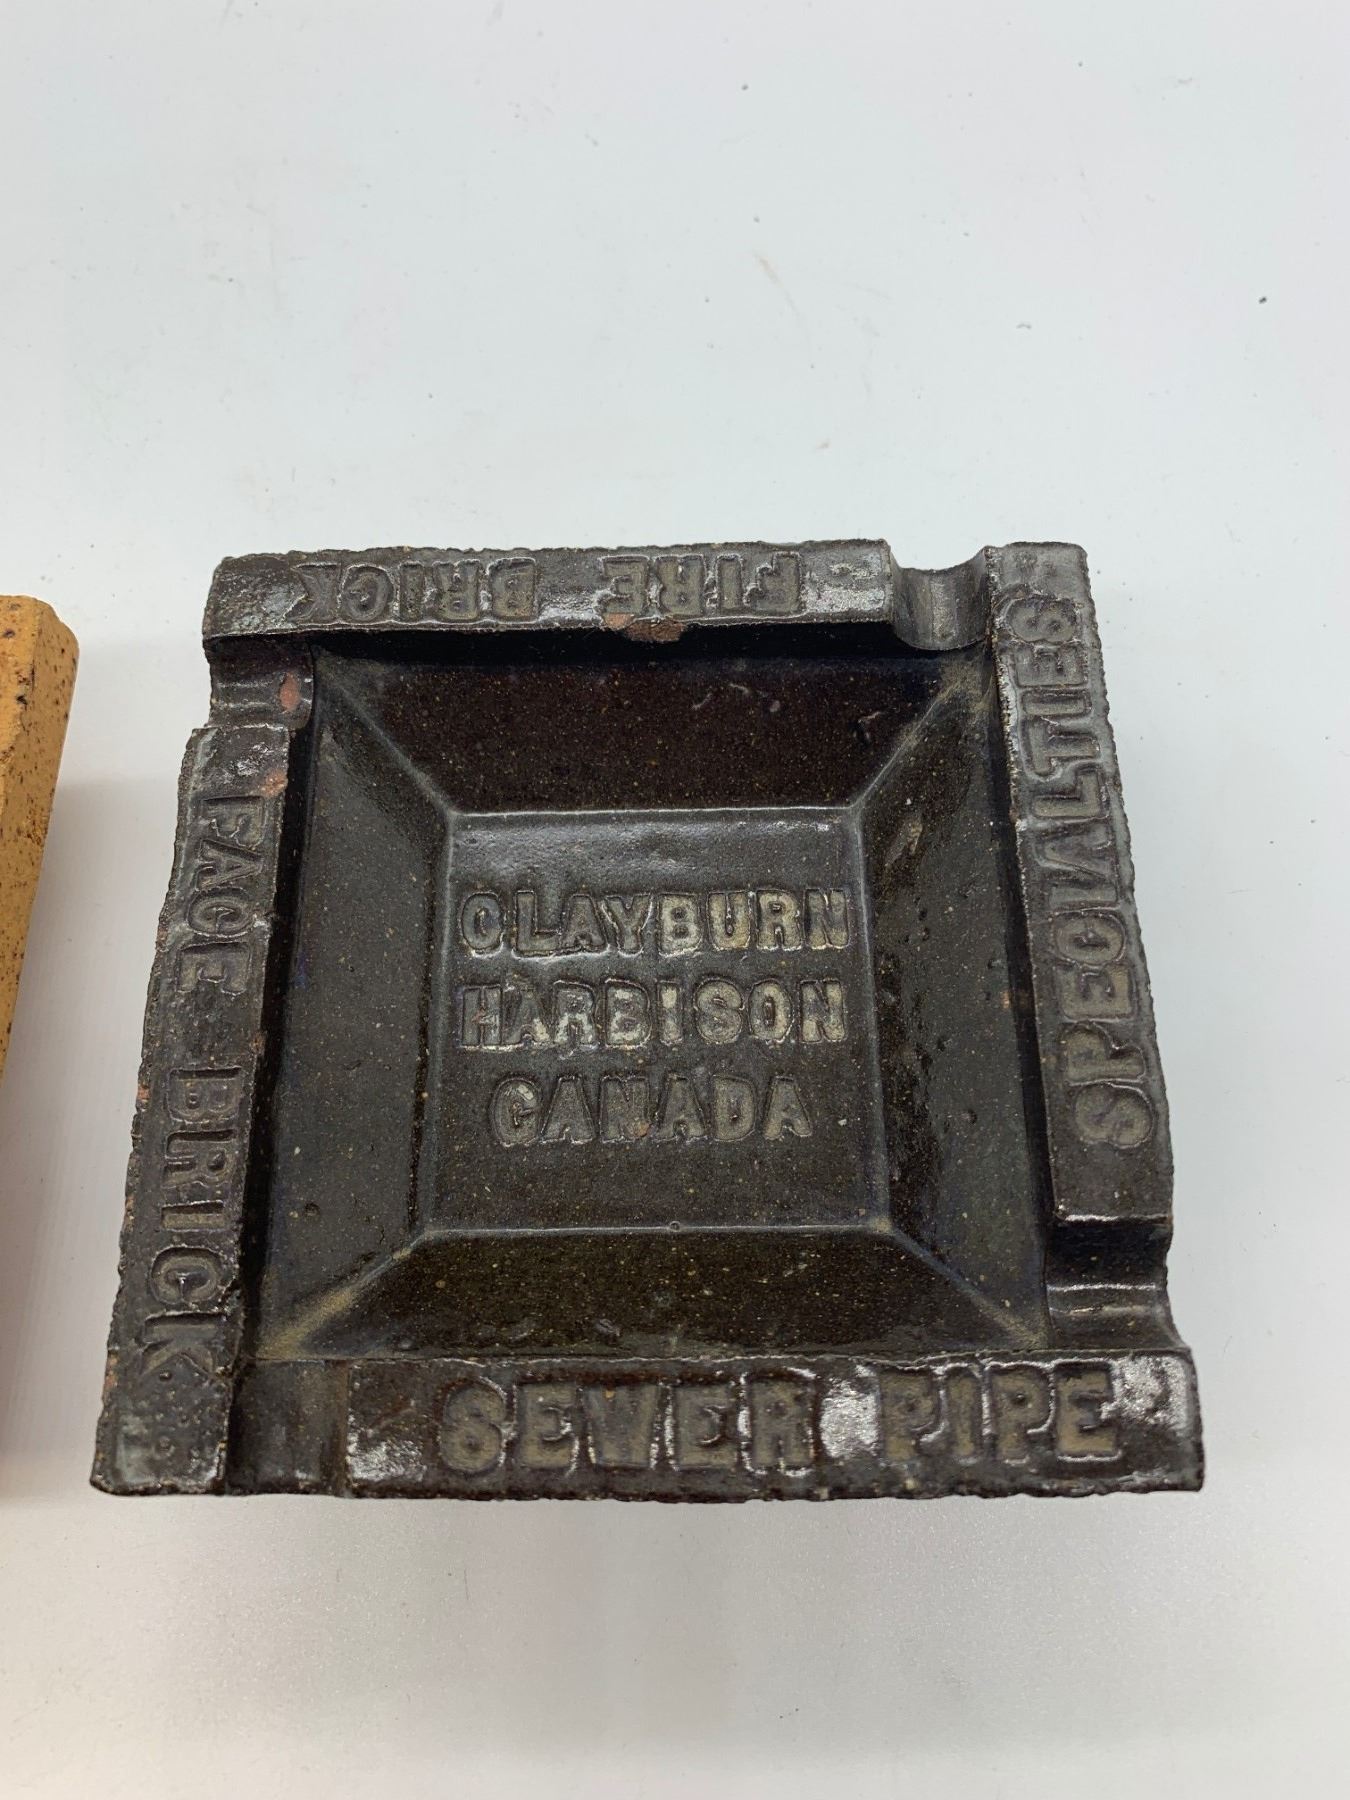 FIRE BRICK
SPECIALTIES
FACE BRICK
CLAYBURN
HARBISON
CANADA
SEWER PIPE